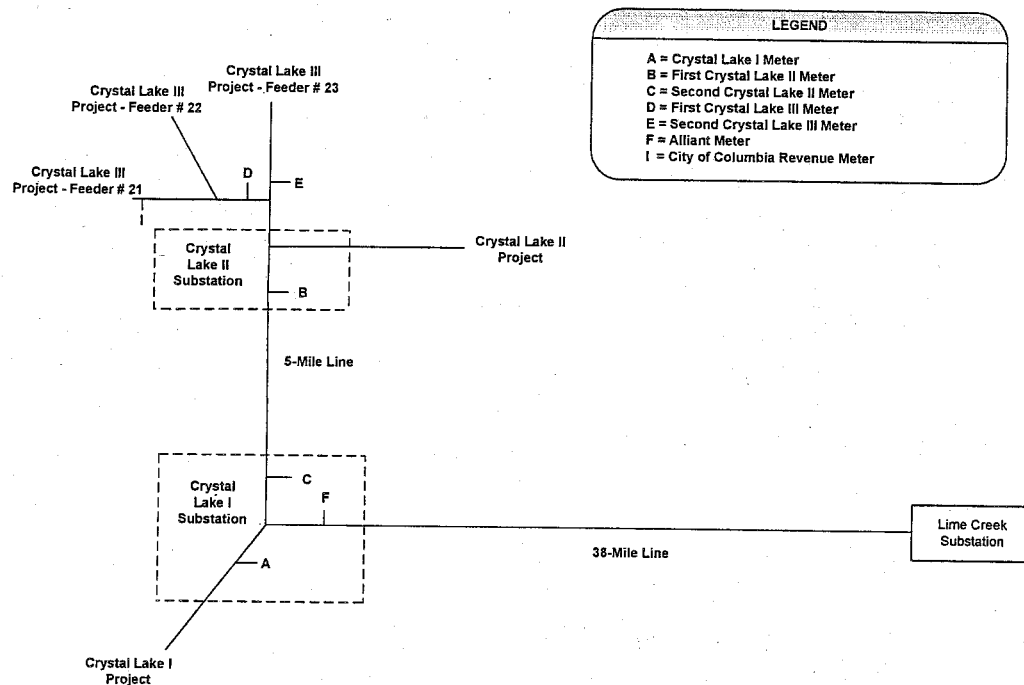 LEGEND
A = Crystal Lake I Meter
B = First Crystal Lake II Meter
C = Second Crystal Lake II Meter
D = First Crystal Lake III Meter
E = Second Crystal Lake III Meter
F = Alliant Meter
I = City of Columbia Revenue Meter
Crystal Lake III
Project - Feeder # 23
Crystal Lake III
Project - Feeder # 22
Crystal Lake III
Project - Feeder # 21
D
E
Crystal
Lake II
Substation
Crystal Lake II
Project
B
5-Mile Line
Crystal
Lake I
Substation
C
F
Lime Creek
Substation
38-Mile Line
A
Crystal Lake I
Project